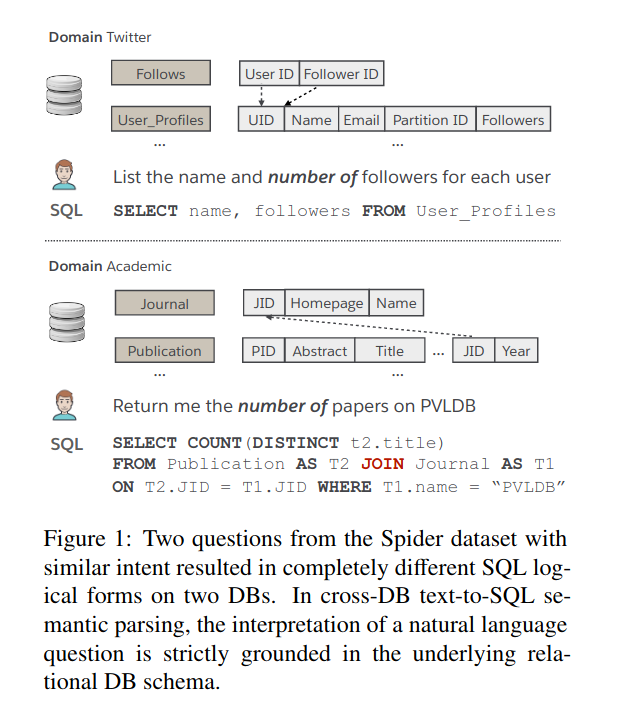 Domain Twitter
Follows User ID Follower ID
User_Profiles UID Name Email Partition ID Followers
... ...
List the name and number of followers for each user
SQL SELECT name, followers FROM User_Profiles
Domain Academic
Journal JID Homepage Name
Publication PID Abstract Title ... JID Year
... ...
Return me the number of papers on PVLDB
SQL SELECT COUNT(DISTINCT t2.title)
FROM Publication AS T2 JOIN Journal AS T1
ON T2.JID = T1.JID WHERE T1.name = “PVLDB”
Figure 1: Two questions from the Spider dataset with
similar intent resulted in completely different SQL log-
ical forms on two DBs. In cross-DB text-to-SQL se-
mantic parsing, the interpretation of a natural language
question is strictly grounded in the underlying rela-
tional DB schema.